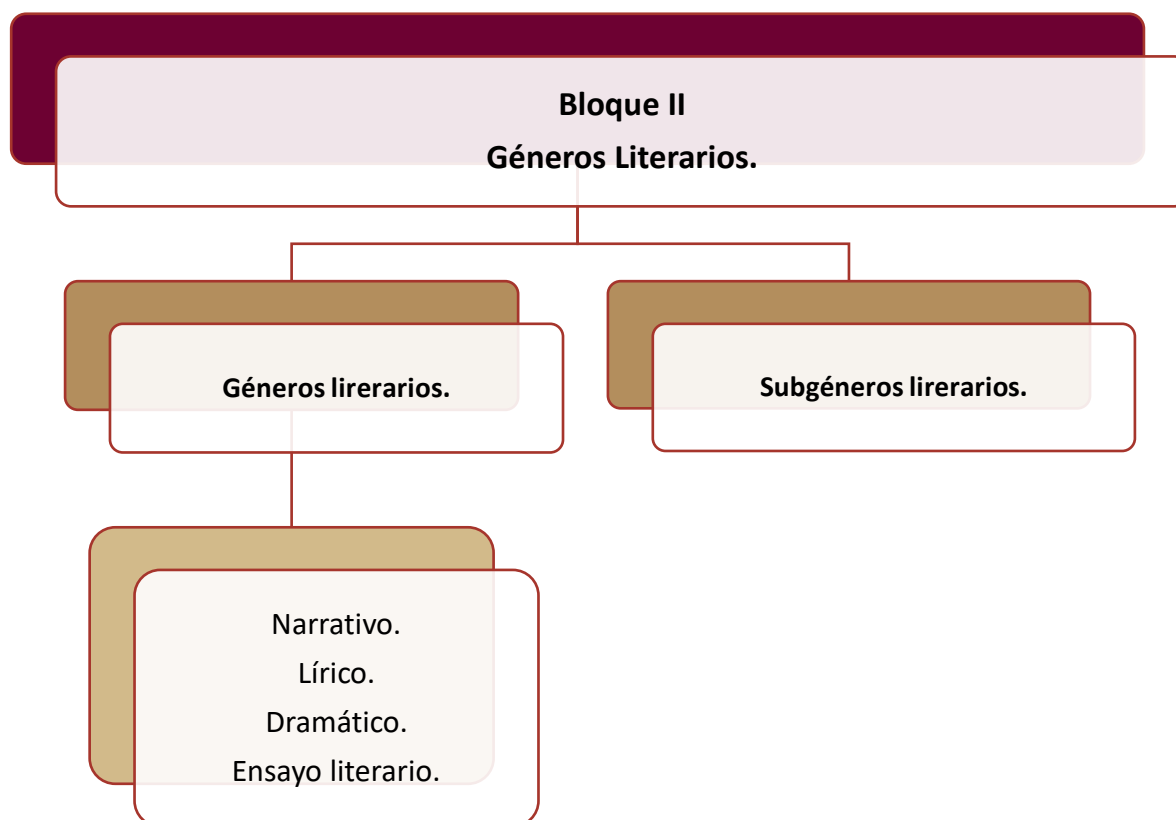 Bloque II
Géneros Literarios.
Géneros lirerarios.
Subgéneros lirerarios.
Narrativo.
Lírico.
Dramático.
Ensayo literario.